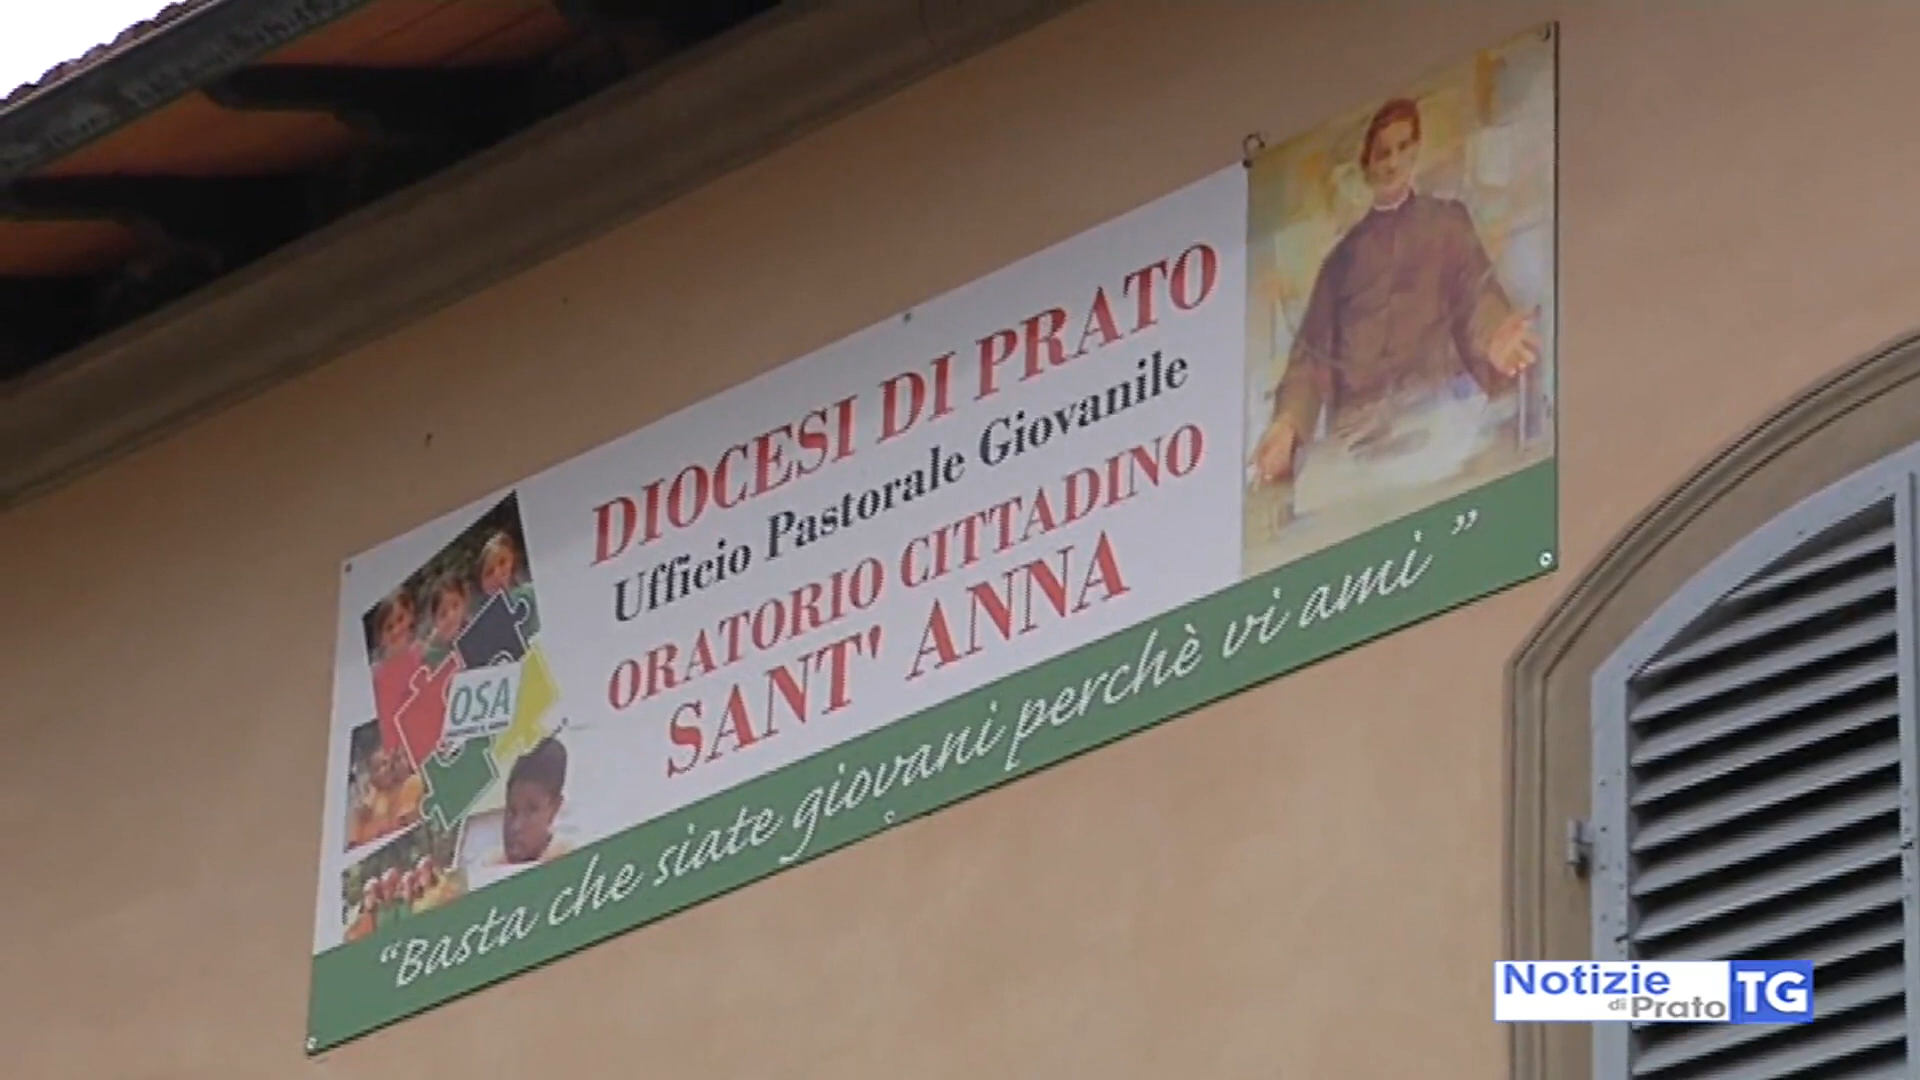 DIOCESI DI PRATO
Ufficio Pastorale Giovanile
ORATORIO CITTADINO
SANT' ANNA
OSA
“Basta che siate giovani perchè vi ami”
Notizie
di Prato TG